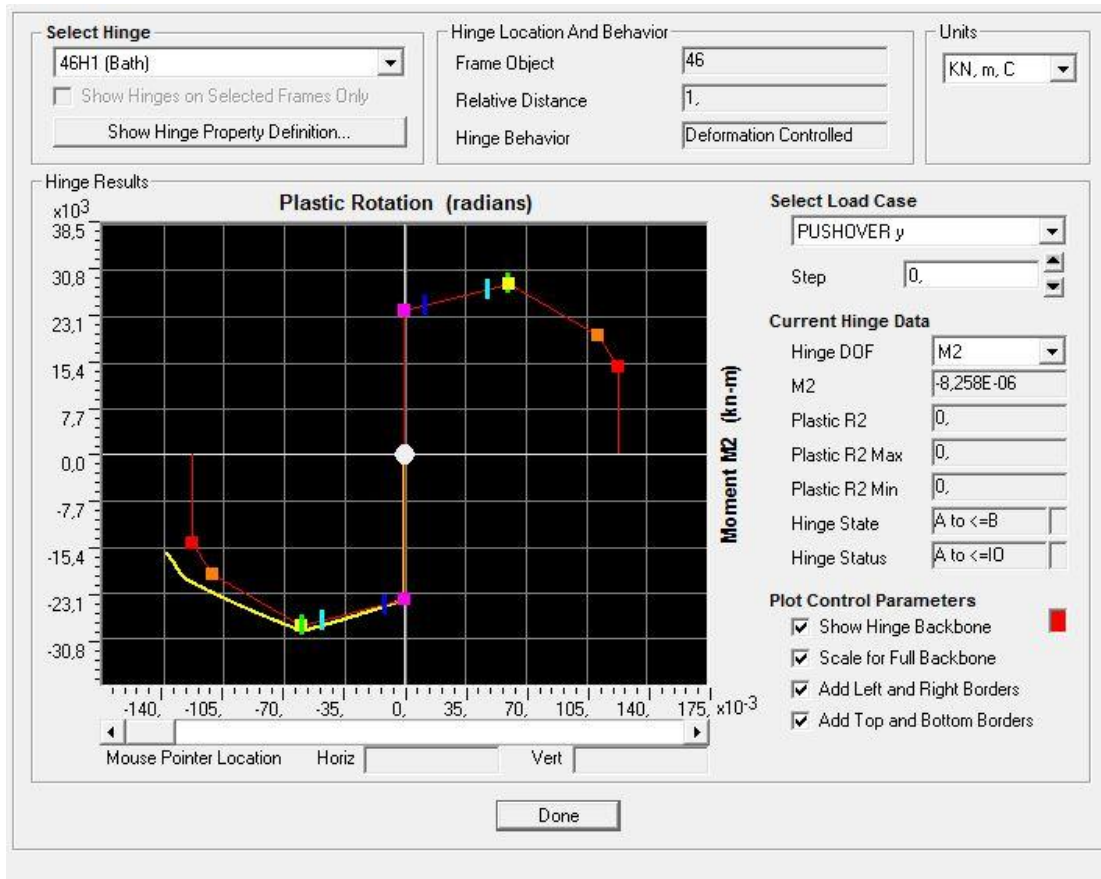 Select Hinge
46H1 (Bath)
Show Hinges on Selected Frames Only
Show Hinge Property Definition...
Hinge Location And Behavior
Frame Object 46
Relative Distance 1,
Hinge Behavior Deformation Controlled
Units
KN, m, C
Hinge Results
Plastic Rotation (radians)
x10³
38,5
30,8
23,1
15,4
7,7
0,0
-7,7
-15,4
-23,1
-30,8
-140, -105, -70, -35, 0, 35, 70, 105, 140, 175, x10⁻³
Moment M2 (kn-m)
Mouse Pointer Location Horiz Vert
Select Load Case
PUSHOVER y
Step 0,
Current Hinge Data
Hinge DOF M2
M2 -8,258E-06
Plastic R2 0,
Plastic R2 Max 0,
Plastic R2 Min 0,
Hinge State A to <=B
Hinge Status A to <=IO
Plot Control Parameters
Show Hinge Backbone
Scale for Full Backbone
Add Left and Right Borders
Add Top and Bottom Borders
Done